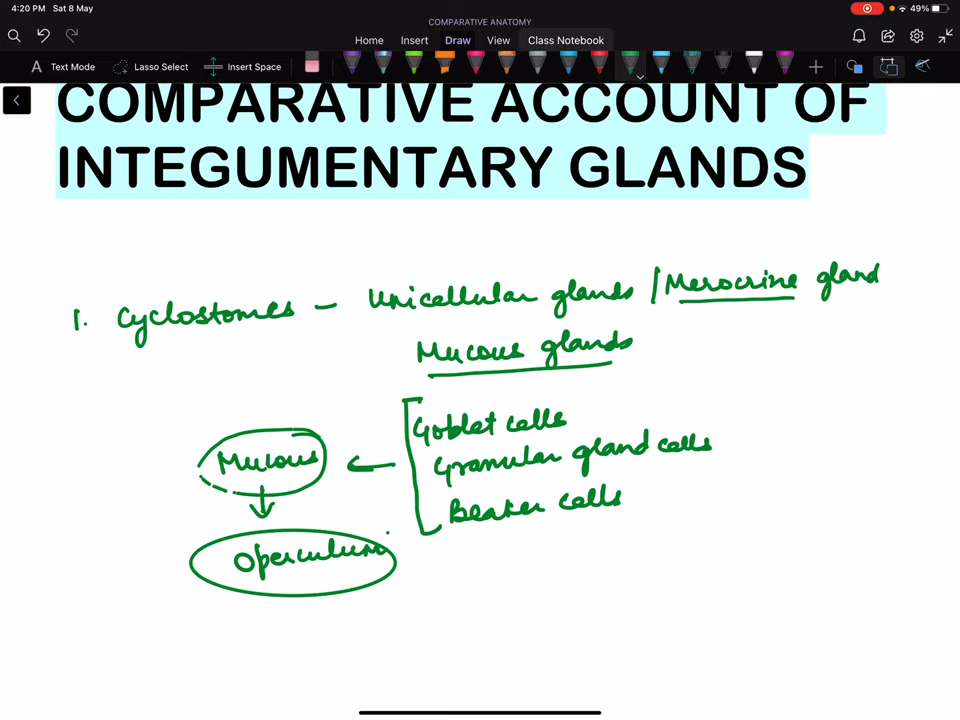 4:20 PM Sat 8 May
49%
COMPARATIVE ANATOMY
Home Insert Draw View Class Notebook
Text Mode Lasso Select Insert Space
COMPARATIVE ACCOUNT OF
INTEGUMENTARY GLANDS
1. Cyclostomes – Unicellular glands / Merocrine gland
Mucous glands
Goblet cells
Granular gland cells
Beaker cells
Mucous
Operculum